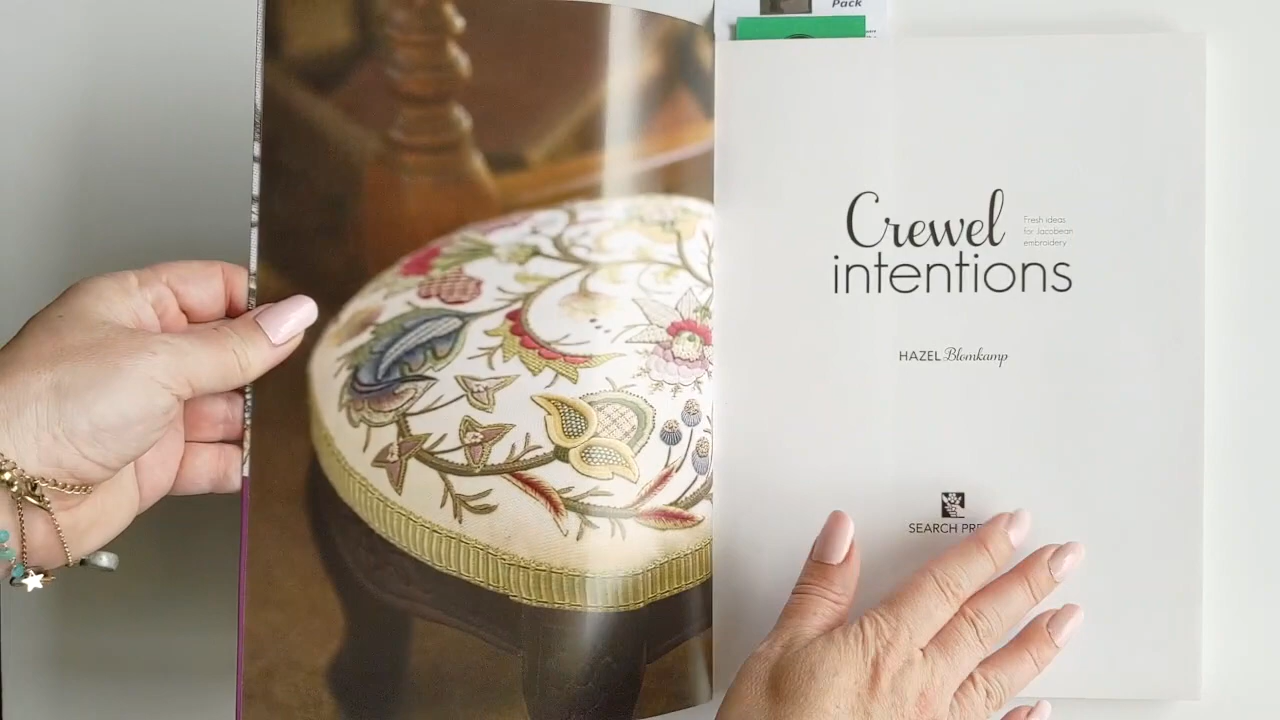 Pack
Crewel
Fresh ideas
for Jacobean
embroidery
intentions
HAZEL Blomkamp
SEARCH